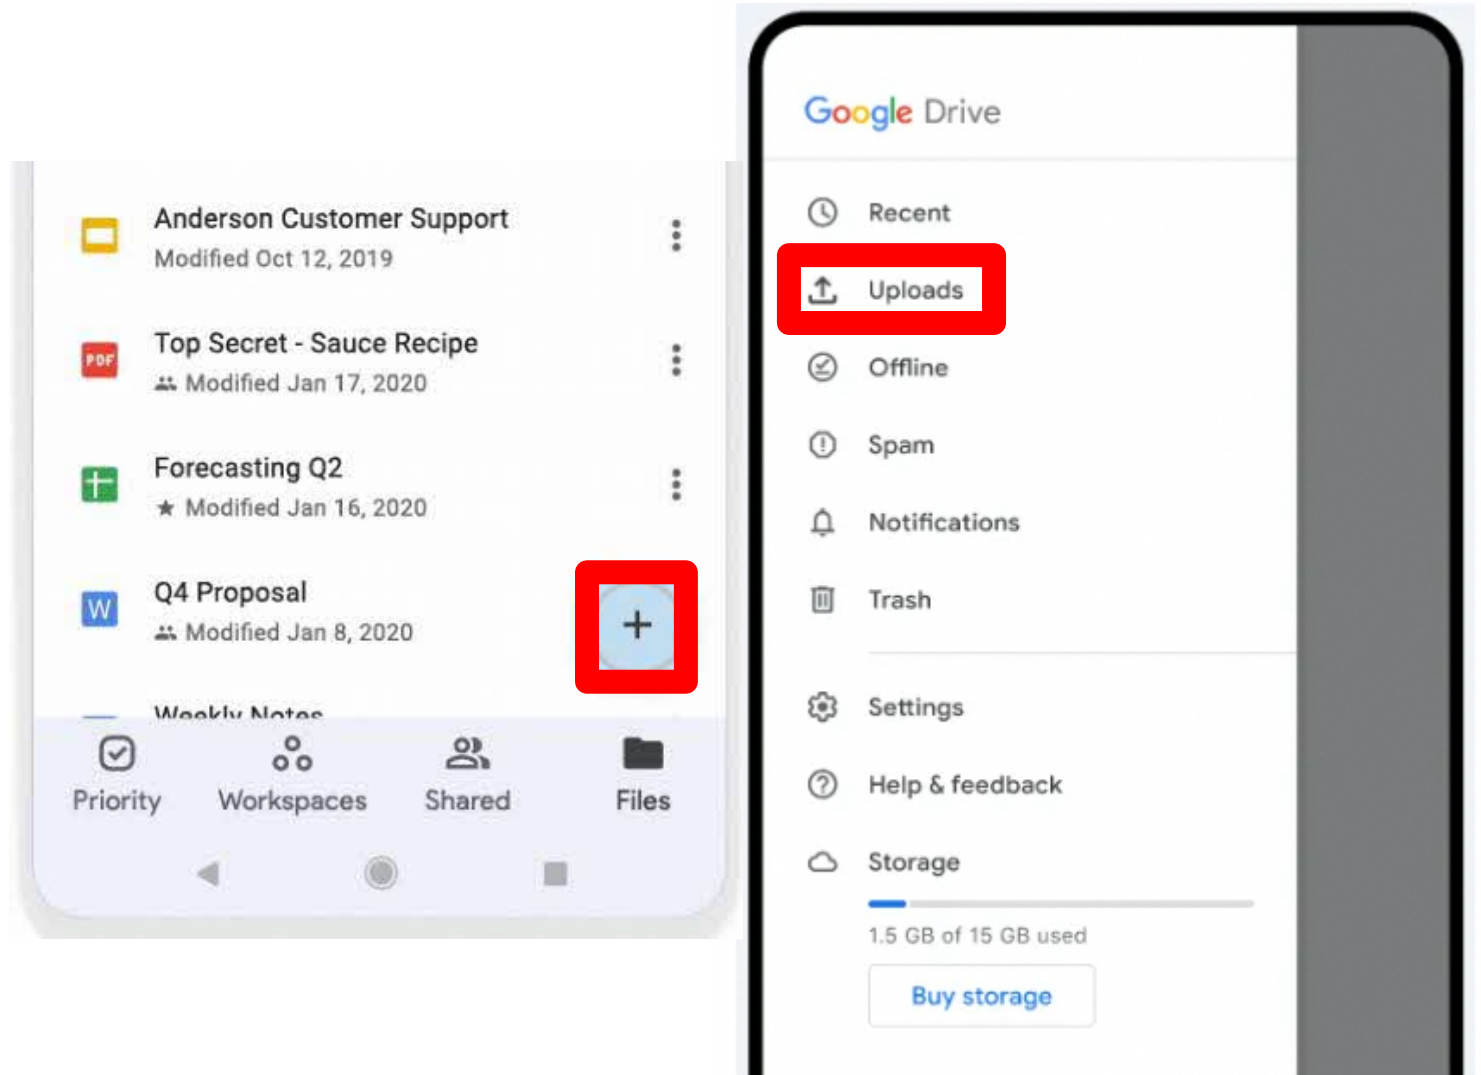 Anderson Customer Support
Modified Oct 12, 2019
PDF
Top Secret - Sauce Recipe
Modified Jan 17, 2020
Forecasting Q2
Modified Jan 16, 2020
W
Q4 Proposal
Modified Jan 8, 2020
+
Weekly Notes
Priority
Workspaces
Shared
Files
Google Drive
Recent
Uploads
Offline
Spam
Notifications
Trash
Settings
Help & feedback
Storage
1.5 GB of 15 GB used
Buy storage